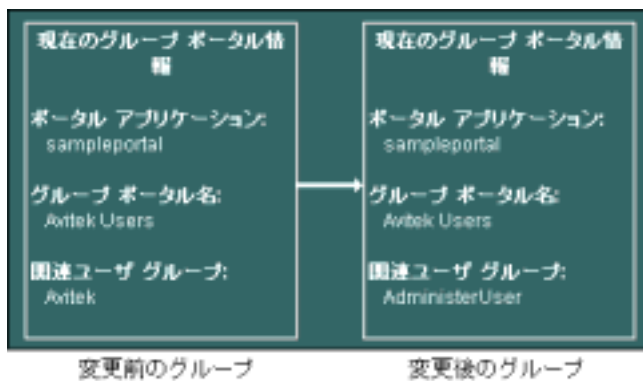 現在のグループ ポータル情
報
ポータル アプリケーション:
sampleportal
グループ ポータル名:
Avitek Users
関連ユーザ グループ:
Avitek
現在のグループ ポータル情
報
ポータル アプリケーション:
sampleportal
グループ ポータル名:
Avitek Users
関連ユーザ グループ:
AdministerUser
変更前のグループ
変更後のグループ